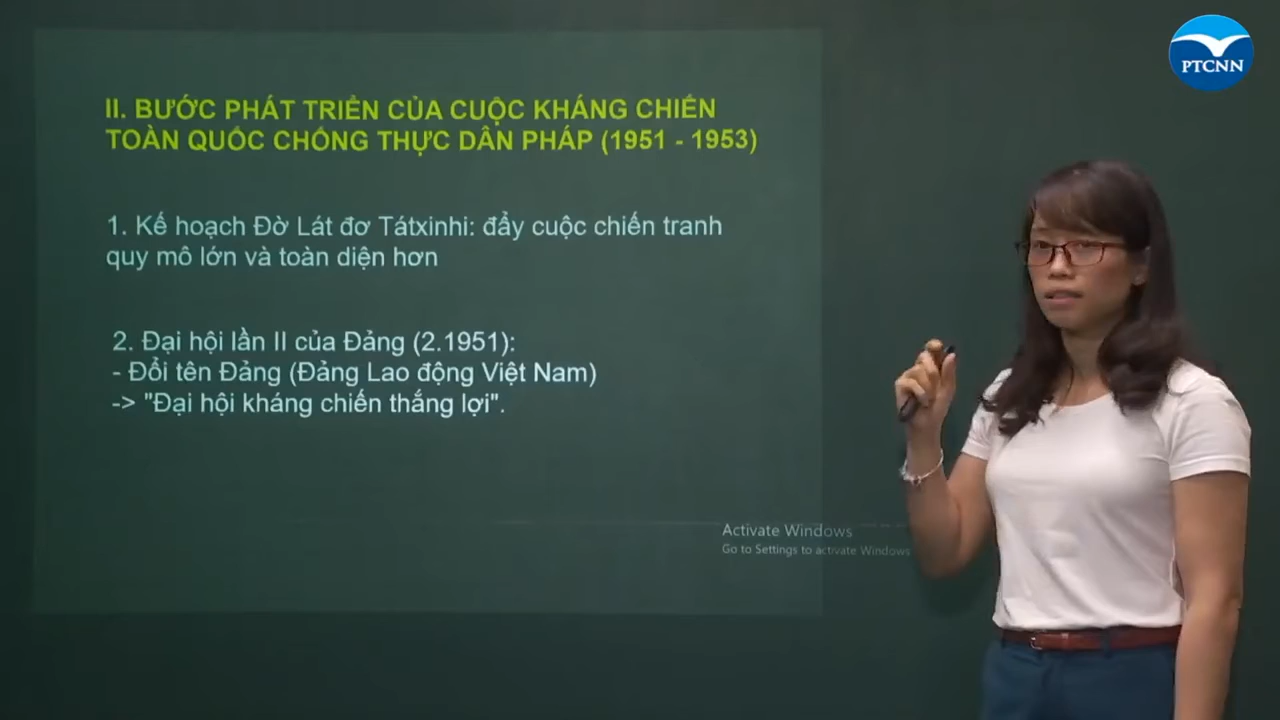 PTCNN
II. BƯỚC PHÁT TRIỂN CỦA CUỘC KHÁNG CHIẾN
TOÀN QUỐC CHỐNG THỰC DÂN PHÁP (1951 - 1953)
1. Kế hoạch Đờ Lát đơ Tátxinhi: đẩy cuộc chiến tranh
quy mô lớn và toàn diện hơn
2. Đại hội lần II của Đảng (2.1951):
- Đổi tên Đảng (Đảng Lao động Việt Nam)
-> "Đại hội kháng chiến thắng lợi".
Activate Windows
Go to Settings to activate Windows